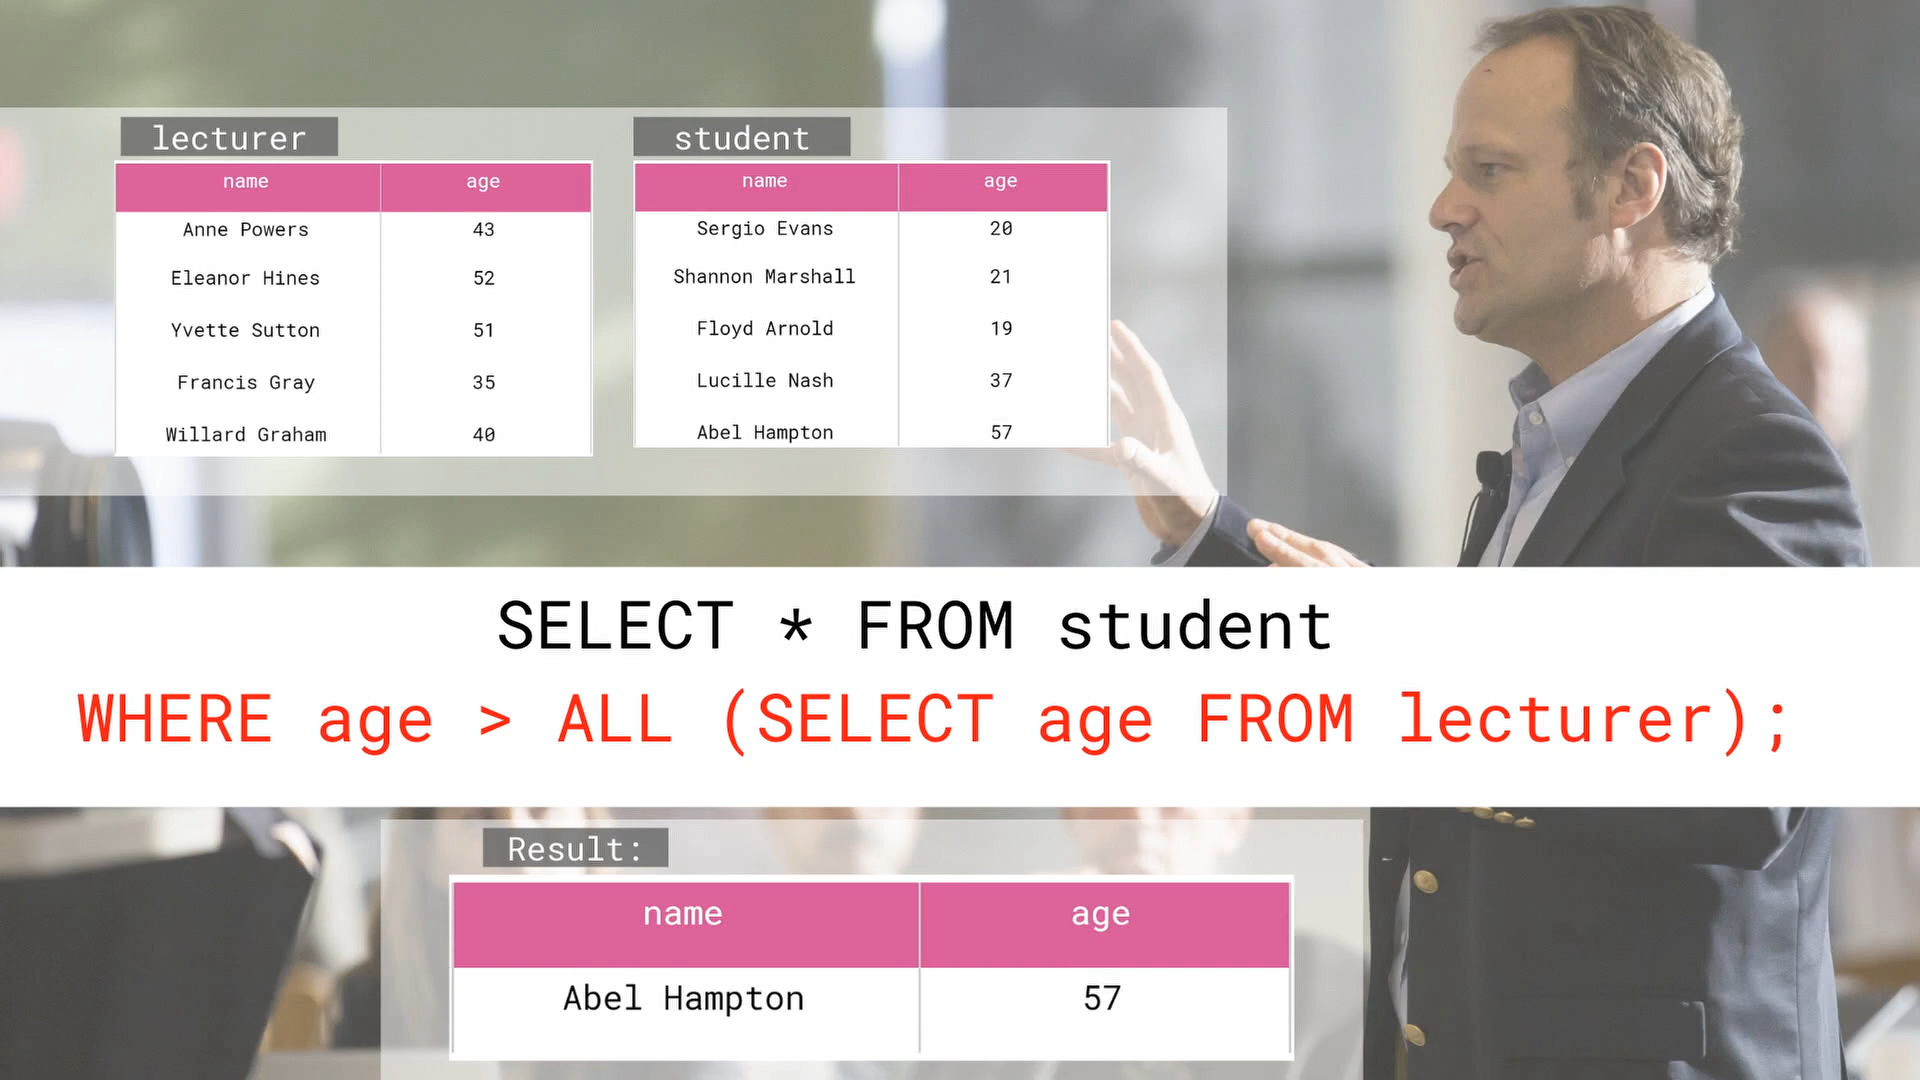 lecturer
name age
Anne Powers 43
Eleanor Hines 52
Yvette Sutton 51
Francis Gray 35
Willard Graham 40
student
name age
Sergio Evans 20
Shannon Marshall 21
Floyd Arnold 19
Lucille Nash 37
Abel Hampton 57
SELECT * FROM student
WHERE age > ALL (SELECT age FROM lecturer);
Result:
name age
Abel Hampton 57